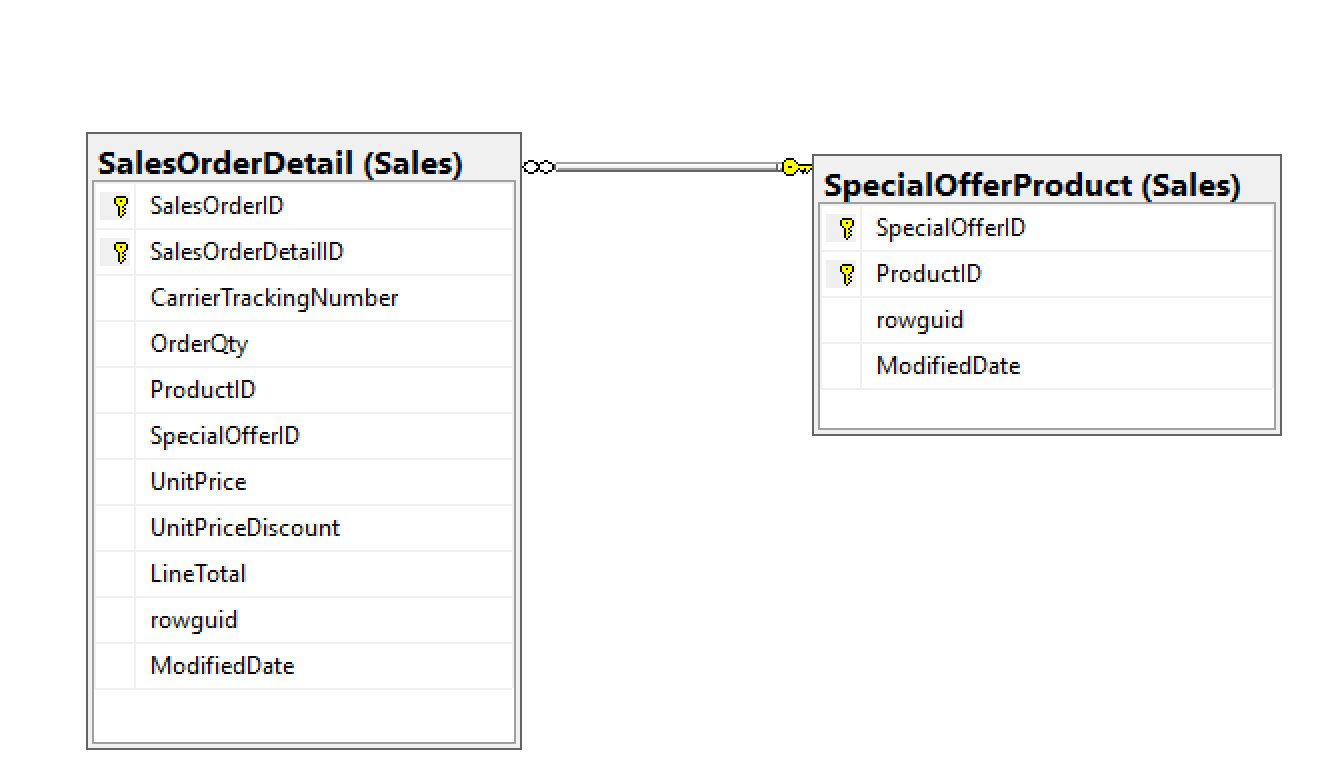 SalesOrderDetail (Sales)
SalesOrderID
SalesOrderDetailID
CarrierTrackingNumber
OrderQty
ProductID
SpecialOfferID
UnitPrice
UnitPriceDiscount
LineTotal
rowguid
ModifiedDate
SpecialOfferProduct (Sales)
SpecialOfferID
ProductID
rowguid
ModifiedDate